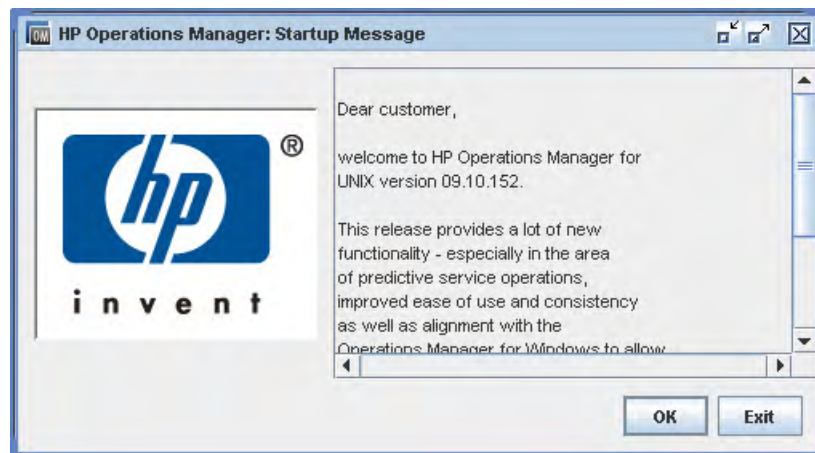 OM HP Operations Manager: Startup Message
hp
®
invent
Dear customer,
welcome to HP Operations Manager for
UNIX version 09.10.152.
This release provides a lot of new
functionality - especially in the area
of predictive service operations,
improved ease of use and consistency
as well as alignment with the
Operations Manager for Windows to allow
OK Exit